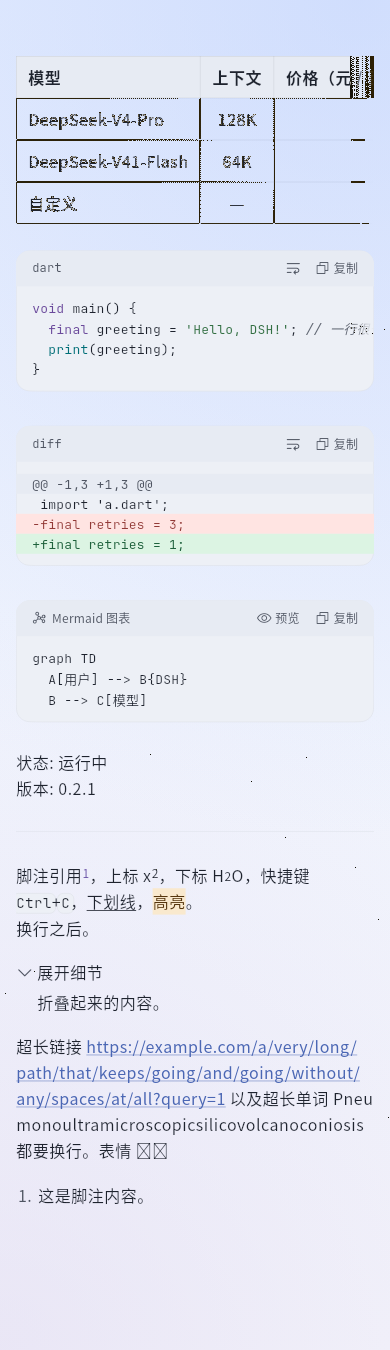 模型 上下文 价格（元
DeepSeek-V4-Pro 128K
DeepSeek-V41-Flash 64K
自定义 —
dart 复制
void main() {
  final greeting = 'Hello, DSH!'; // 一行很
  print(greeting);
}
diff 复制
@@ -1,3 +1,3 @@
 import 'a.dart';
-final retries = 3;
+final retries = 1;
Mermaid 图表 预览 复制
graph TD
  A[用户] --> B{DSH}
  B --> C[模型]
状态: 运行中
版本: 0.2.1
脚注引用1，上标 x2，下标 H2O，快捷键
Ctrl+C，下划线，高亮。
换行之后。
展开细节
折叠起来的内容。
超长链接 https://example.com/a/very/long/
path/that/keeps/going/and/going/without/
any/spaces/at/all?query=1 以及超长单词 Pneu
monoultramicroscopicsilicovolcanoconiosis
都要换行。表情
1. 这是脚注内容。